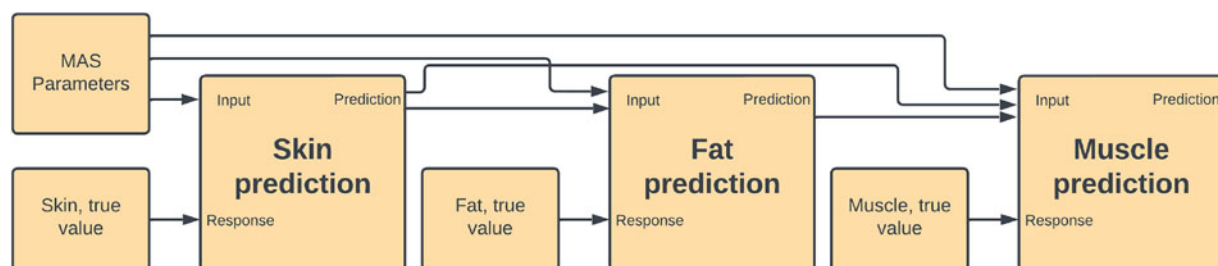 MAS
Parameters
Input
Prediction
Skin
prediction
Response
Skin, true
value
Input
Prediction
Fat
prediction
Response
Fat, true
value
Input
Prediction
Muscle
prediction
Response
Muscle, true
value